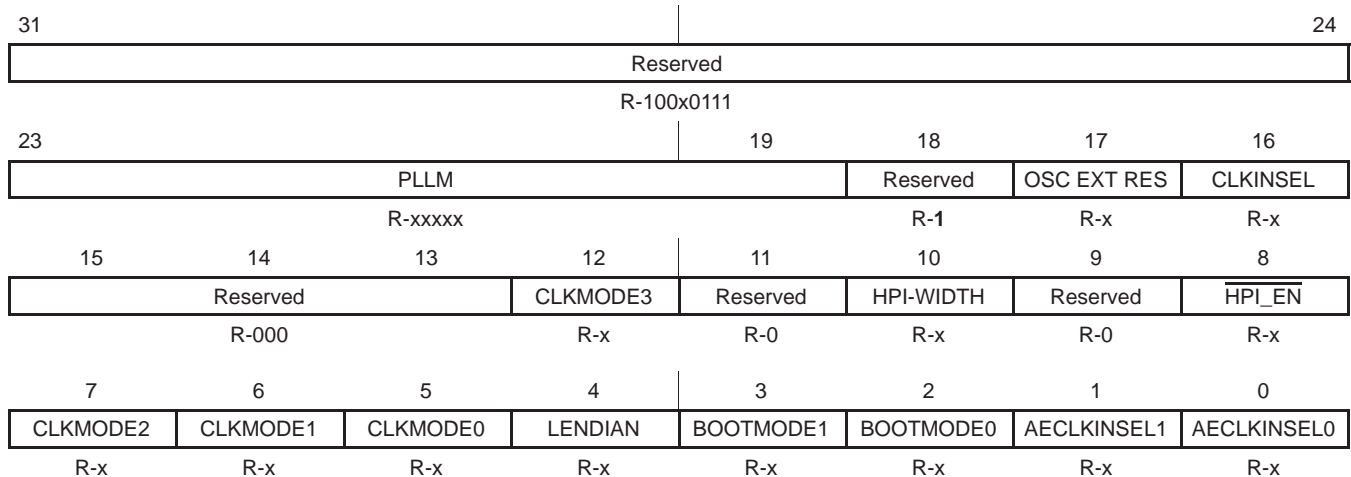 31 24
Reserved
R-100x0111
23 19 18 17 16
PLLM Reserved OSC EXT RES CLKINSEL
R-xxxxx R-1 R-x R-x
15 14 13 12 11 10 9 8
Reserved CLKMODE3 Reserved HPI-WIDTH Reserved HPI_EN
R-000 R-x R-0 R-x R-0 R-x
7 6 5 4 3 2 1 0
CLKMODE2 CLKMODE1 CLKMODE0 LENDIAN BOOTMODE1 BOOTMODE0 AECLKINSEL1 AECLKINSEL0
R-x R-x R-x R-x R-x R-x R-x R-x